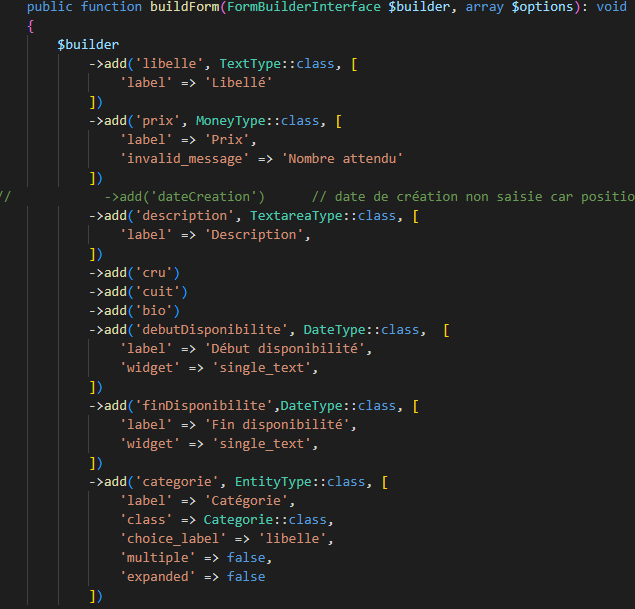 public function buildForm(FormBuilderInterface $builder, array $options): void
{
$builder
->add('libelle', TextType::class, [
'label' => 'Libellé'
])
->add('prix', MoneyType::class, [
'label' => 'Prix',
'invalid_message' => 'Nombre attendu'
])
// ->add('dateCreation') // date de création non saisie car positio
->add('description', TextareaType::class, [
'label' => 'Description',
])
->add('cru')
->add('cuit')
->add('bio')
->add('debutDisponibilite', DateType::class, [
'label' => 'Début disponibilité',
'widget' => 'single_text',
])
->add('finDisponibilite',DateType::class, [
'label' => 'Fin disponibilité',
'widget' => 'single_text',
])
->add('categorie', EntityType::class, [
'label' => 'Catégorie',
'class' => Categorie::class,
'choice_label' => 'libelle',
'multiple' => false,
'expanded' => false
])